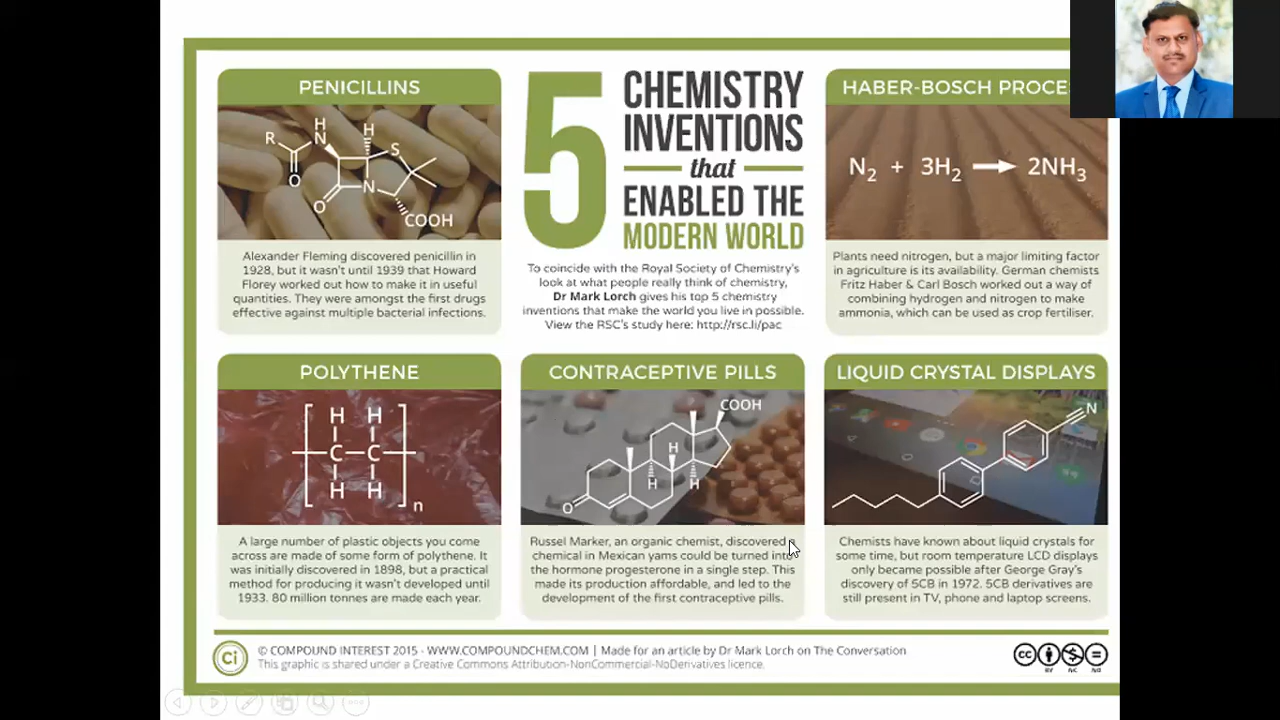 PENICILLINS
R
H
N
H
S
O
O
N
COOH
Alexander Fleming discovered penicillin in
1928, but it wasn't until 1939 that Howard
Florey worked out how to make it in useful
quantities. They were amongst the first drugs
effective against multiple bacterial infections.
5
CHEMISTRY
INVENTIONS
that
ENABLED THE
MODERN WORLD
To coincide with the Royal Society of Chemistry's
look at what people really think of chemistry,
Dr Mark Lorch gives his top 5 chemistry
inventions that make the world you live in possible.
View the RSC's study here: http://rsc.li/pac
HABER-BOSCH PROCE
N2 + 3H2 → 2NH3
Plants need nitrogen, but a major limiting factor
in agriculture is its availability. German chemists
Fritz Haber & Carl Bosch worked out a way of
combining hydrogen and nitrogen to make
ammonia, which can be used as crop fertiliser.
POLYTHENE
H H
C C
H H
n
A large number of plastic objects you come
across are made of some form of polythene. It
was initially discovered in 1898, but a practical
method for producing it wasn't developed until
1933. 80 million tonnes are made each year.
CONTRACEPTIVE PILLS
COOH
H
H H
O
Russel Marker, an organic chemist, discovered
chemical in Mexican yams could be turned into
the hormone progesterone in a single step. This
made its production affordable, and led to the
development of the first contraceptive pills.
LIQUID CRYSTAL DISPLAYS
N
Chemists have known about liquid crystals for
some time, but room temperature LCD displays
only became possible after George Gray's
discovery of 5CB in 1972. 5CB derivatives are
still present in TV, phone and laptop screens.
Ci
© COMPOUND INTEREST 2015 - WWW.COMPOUNDCHEM.COM | Made for an article by Dr Mark Lorch on The Conversation
This graphic is shared under a Creative Commons Attribution-NonCommercial-NoDerivatives licence.
cc
BY NC ND